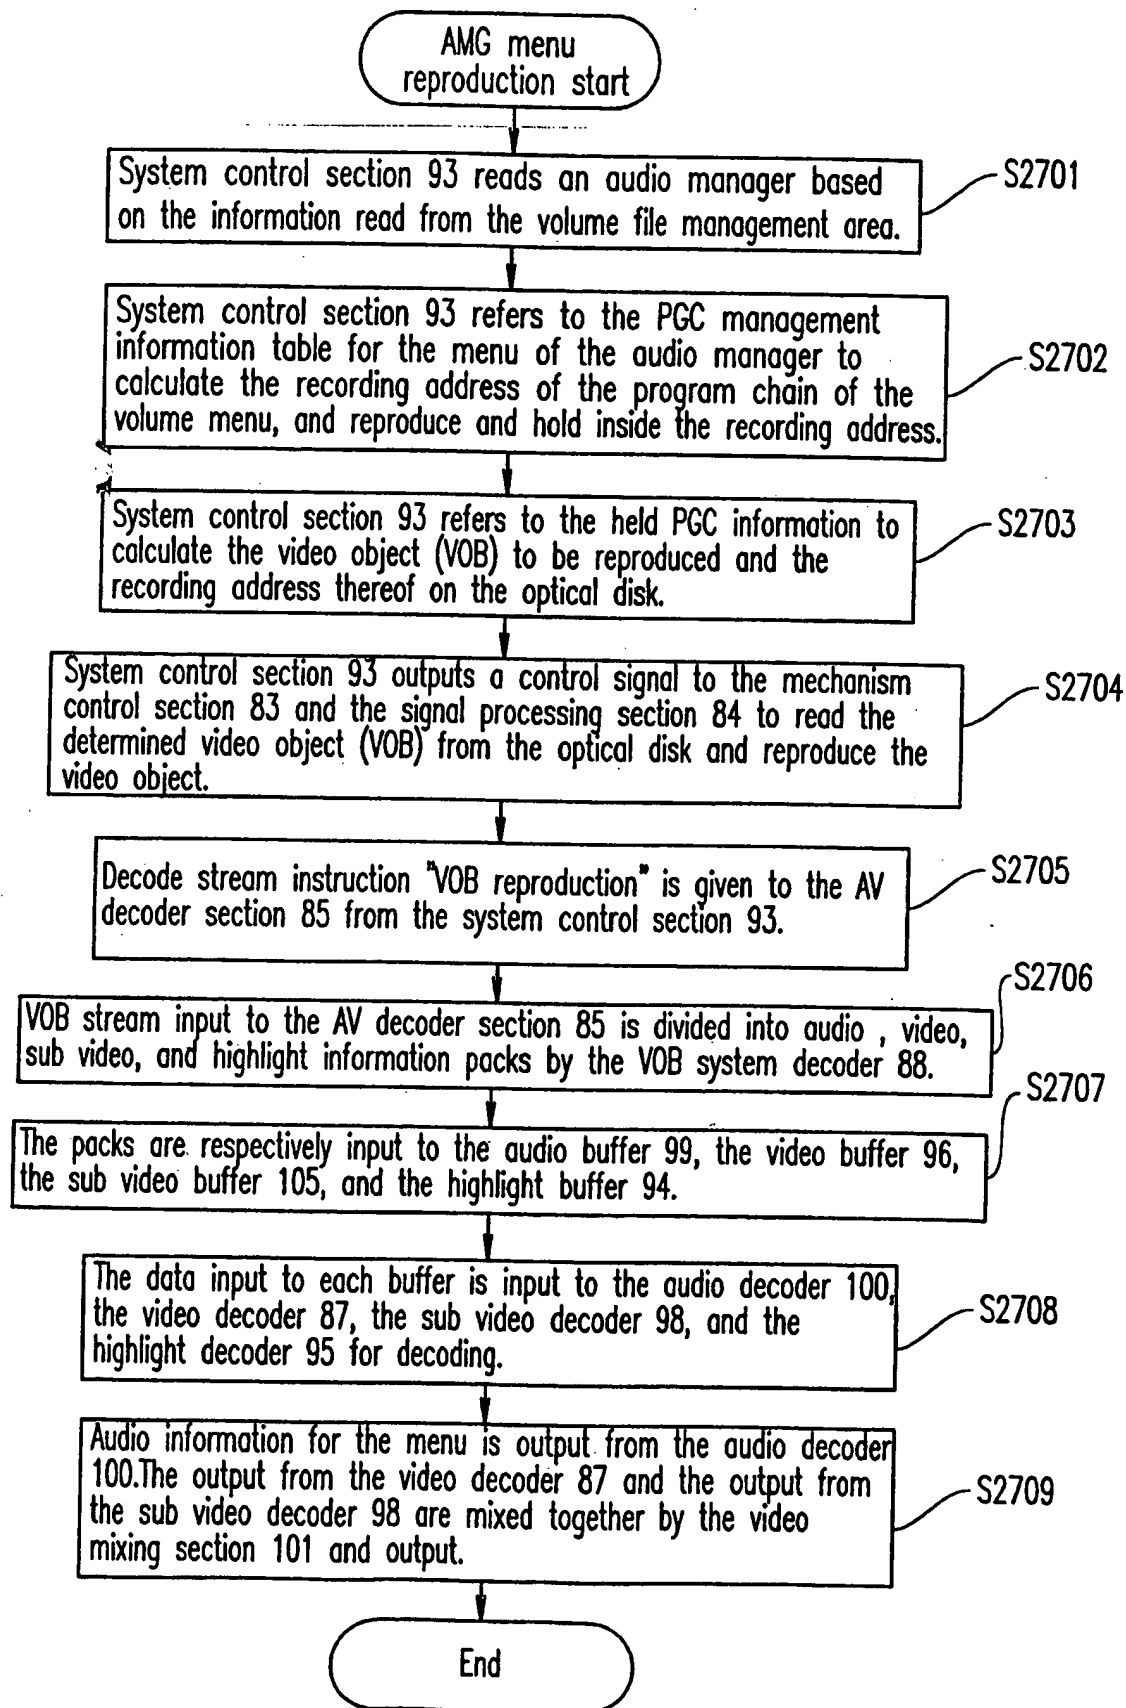 AMG menu
reproduction start
System control section 93 reads an audio manager based
on the information read from the volume file management area.
S2701
System control section 93 refers to the PGC management
information table for the menu of the audio manager to
calculate the recording address of the program chain of the
volume menu, and reproduce and hold inside the recording address.
S2702
System control section 93 refers to the held PGC information to
calculate the video object (VOB) to be reproduced and the
recording address thereof on the optical disk.
S2703
System control section 93 outputs a control signal to the mechanism
control section 83 and the signal processing section 84 to read the
determined video object (VOB) from the optical disk and reproduce the
video object.
S2704
Decode stream instruction "VOB reproduction" is given to the AV
decoder section 85 from the system control section 93.
S2705
VOB stream input to the AV decoder section 85 is divided into audio , video,
sub video, and highlight information packs by the VOB system decoder 88.
S2706
The packs are respectively input to the audio buffer 99, the video buffer 96,
the sub video buffer 105, and the highlight buffer 94.
S2707
The data input to each buffer is input to the audio decoder 100,
the video decoder 87, the sub video decoder 98, and the
highlight decoder 95 for decoding.
S2708
Audio information for the menu is output from the audio decoder
100.The output from the video decoder 87 and the output from
the sub video decoder 98 are mixed together by the video
mixing section 101 and output.
S2709
End